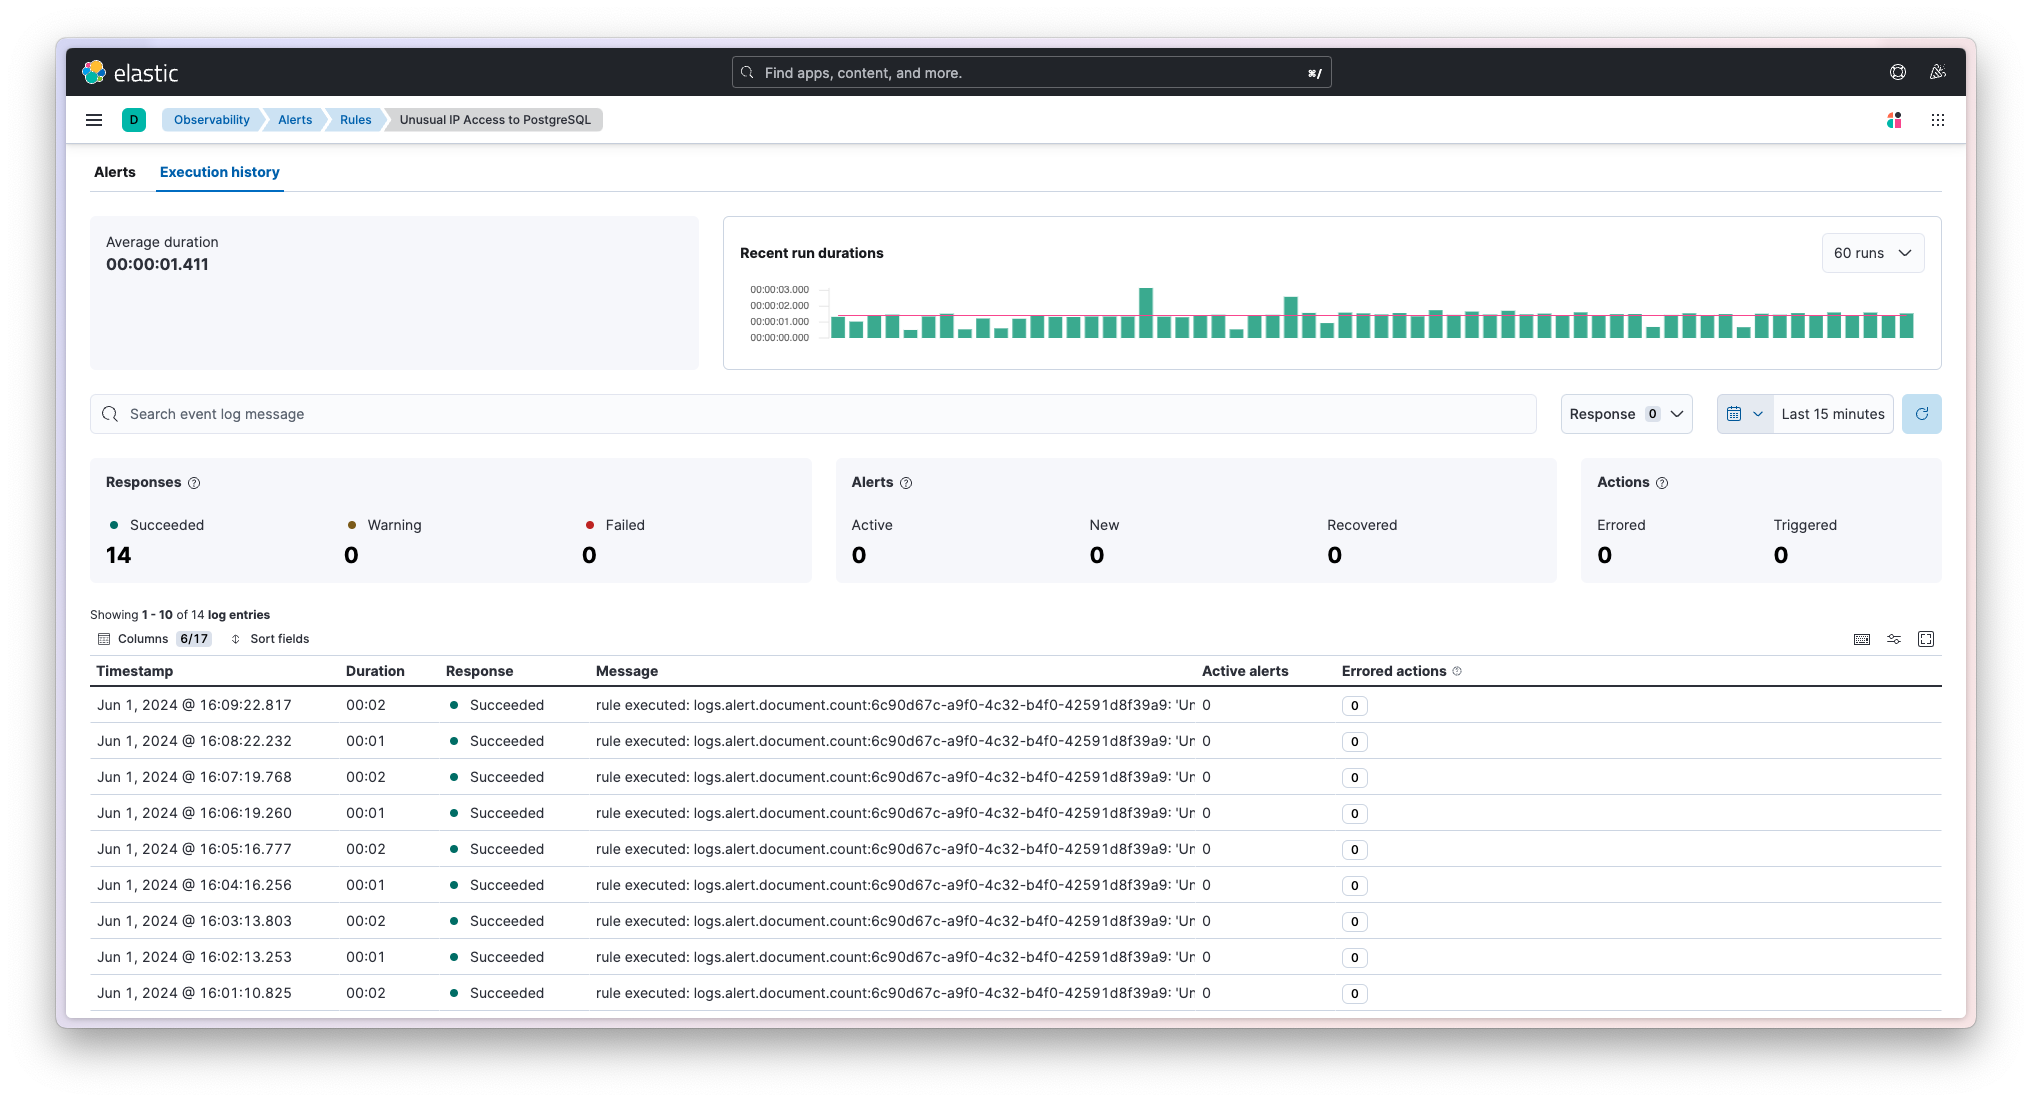 elastic
Find apps, content, and more.
⌘/
D
Observability
Alerts
Rules
Unusual IP Access to PostgreSQL
Alerts
Execution history
Average duration
00:00:01.411
Recent run durations
60 runs
00:00:03.000
00:00:02.000
00:00:01.000
00:00:00.000
Search event log message
Response 0
Last 15 minutes
Responses
Succeeded
14
Warning
0
Failed
0
Alerts
Active
0
New
0
Recovered
0
Actions
Errored
0
Triggered
0
Showing 1 - 10 of 14 log entries
Columns 6/17 Sort fields
Timestamp Duration Response Message Active alerts Errored actions
Jun 1, 2024 @ 16:09:22.817 00:02 Succeeded rule executed: logs.alert.document.count:6c90d67c-a9f0-4c32-b4f0-42591d8f39a9: 'Un 0 0
Jun 1, 2024 @ 16:08:22.232 00:01 Succeeded rule executed: logs.alert.document.count:6c90d67c-a9f0-4c32-b4f0-42591d8f39a9: 'Un 0 0
Jun 1, 2024 @ 16:07:19.768 00:02 Succeeded rule executed: logs.alert.document.count:6c90d67c-a9f0-4c32-b4f0-42591d8f39a9: 'Un 0 0
Jun 1, 2024 @ 16:06:19.260 00:01 Succeeded rule executed: logs.alert.document.count:6c90d67c-a9f0-4c32-b4f0-42591d8f39a9: 'Un 0 0
Jun 1, 2024 @ 16:05:16.777 00:02 Succeeded rule executed: logs.alert.document.count:6c90d67c-a9f0-4c32-b4f0-42591d8f39a9: 'Un 0 0
Jun 1, 2024 @ 16:04:16.256 00:01 Succeeded rule executed: logs.alert.document.count:6c90d67c-a9f0-4c32-b4f0-42591d8f39a9: 'Un 0 0
Jun 1, 2024 @ 16:03:13.803 00:02 Succeeded rule executed: logs.alert.document.count:6c90d67c-a9f0-4c32-b4f0-42591d8f39a9: 'Un 0 0
Jun 1, 2024 @ 16:02:13.253 00:01 Succeeded rule executed: logs.alert.document.count:6c90d67c-a9f0-4c32-b4f0-42591d8f39a9: 'Un 0 0
Jun 1, 2024 @ 16:01:10.825 00:02 Succeeded rule executed: logs.alert.document.count:6c90d67c-a9f0-4c32-b4f0-42591d8f39a9: 'Un 0 0